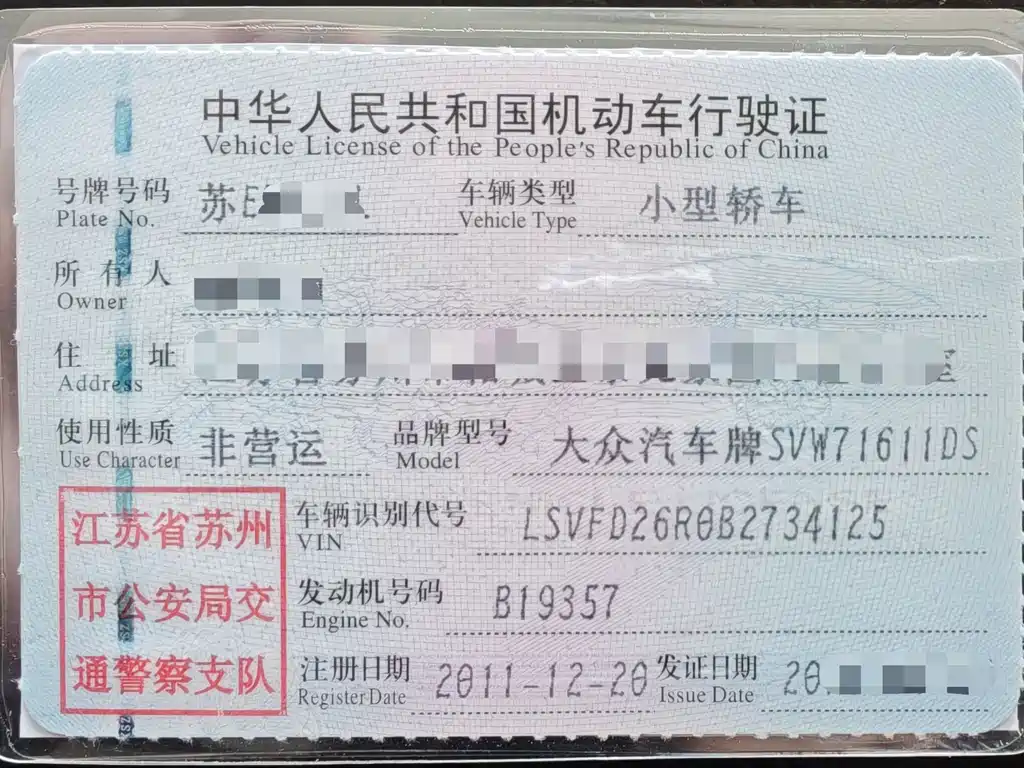 中华人民共和国机动车行驶证
Vehicle License of the People's Republic of China
号牌号码 苏E 车辆类型 小型轿车
Plate No. Vehicle Type
所有人
Owner
住址
Address
使用性质 非营运 品牌型号 大众汽车牌SVW71611DS
Use Character Model
江苏省苏州 车辆识别代号 LSVFD26R0B2734125
VIN
市公安局交 发动机号码 B19357
Engine No.
通警察支队 注册日期 2011-12-20 发证日期 20
Register Date Issue Date